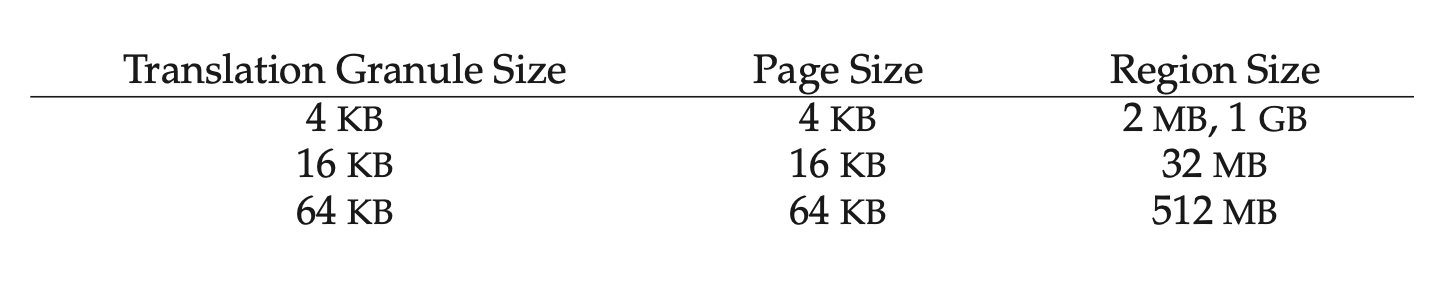 Translation Granule Size Page Size Region Size
4 KB 4 KB 2 MB, 1 GB
16 KB 16 KB 32 MB
64 KB 64 KB 512 MB